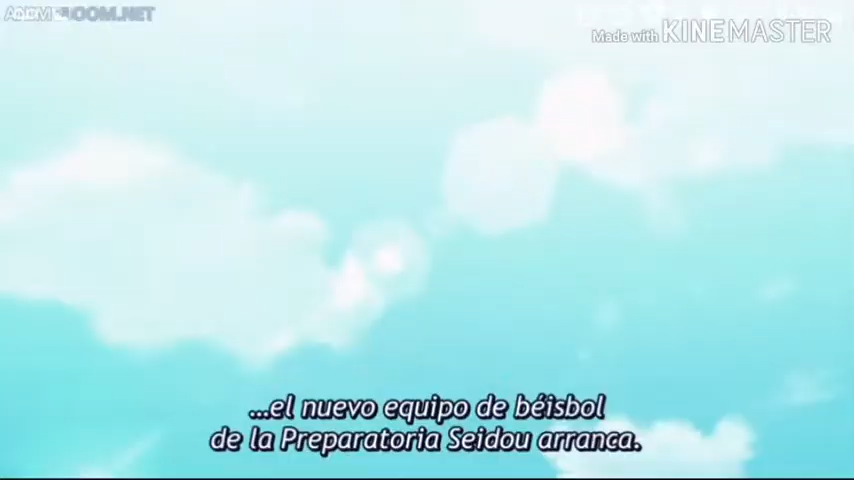 Made with KINEMASTER
...el nuevo equipo de béisbol
de la Preparatoria Seidou arranca.